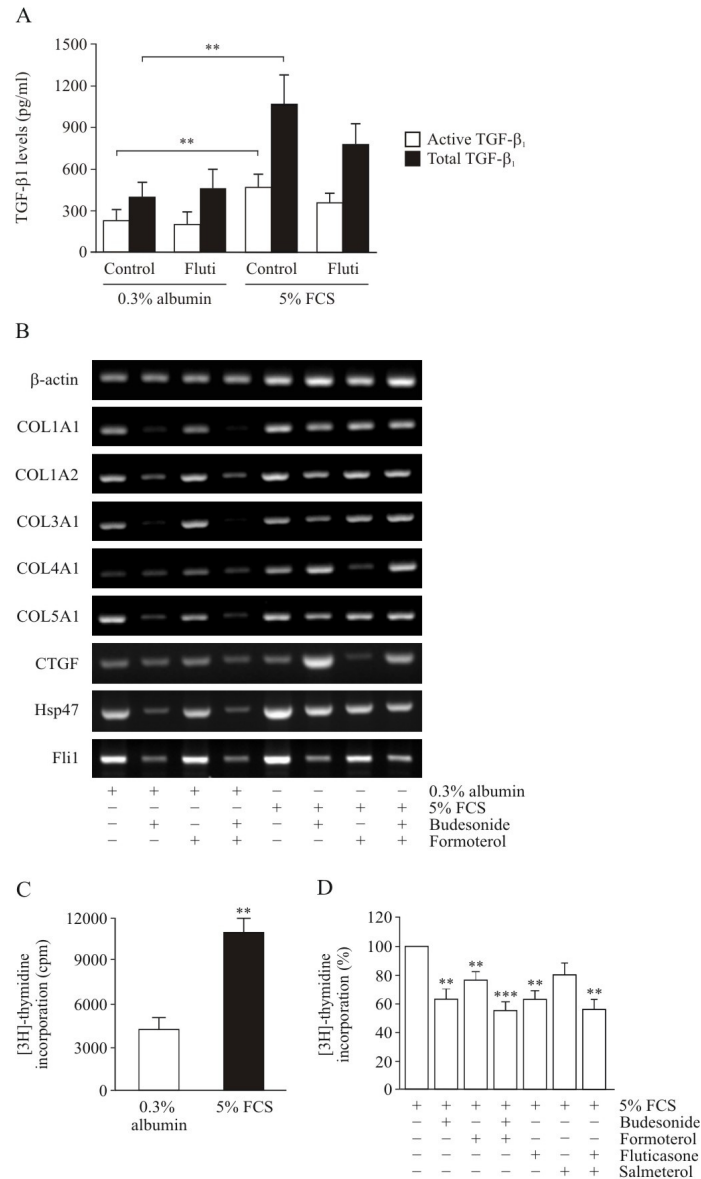 A
TGF-β1 levels (pg/ml)
1500
1200
900
600
300
0
**
**
Active TGF-β₁
Total TGF-β₁
Control Fluti Control Fluti
0.3% albumin 5% FCS
B
β-actin
COL1A1
COL1A2
COL3A1
COL4A1
COL5A1
CTGF
Hsp47
Fli1
+ + + + − − − − 0.3% albumin
− − − − + + + + 5% FCS
− + − + − + − + Budesonide
− − + + − − + + Formoterol
C
[3H]-thymidine
incorporation (cpm)
12000
9000
6000
3000
0
**
0.3%
albumin
5% FCS
D
[3H]-thymidine
incorporation (%)
120
100
80
60
40
20
0
** ** *** ** **
+ + + + + + + 5% FCS
− + − + − − − Budesonide
− − + + − − − Formoterol
− − − − + − + Fluticasone
− − − − − + + Salmeterol